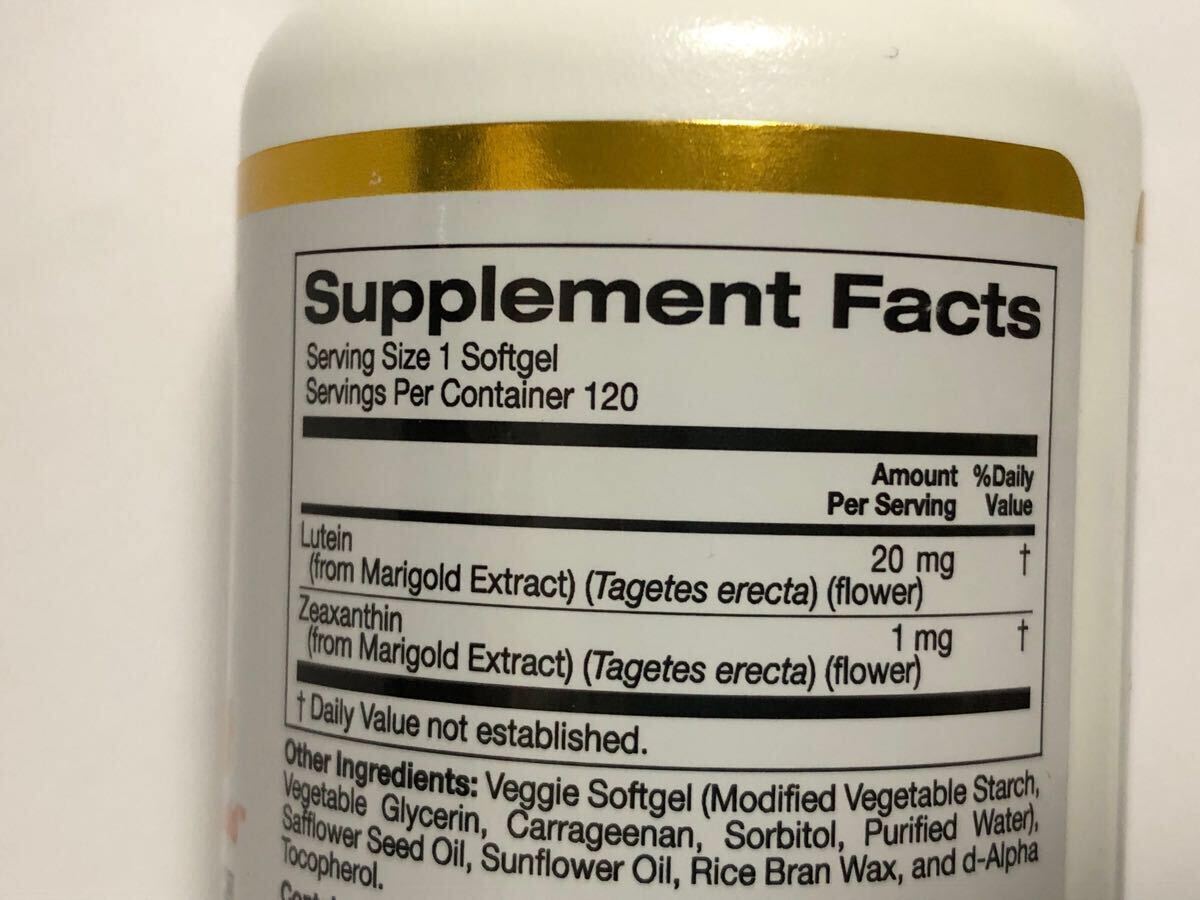 Supplement Facts
Serving Size 1 Softgel
Servings Per Container 120
Amount %Daily
Per Serving Value
Lutein 20 mg †
(from Marigold Extract) (Tagetes erecta) (flower)
Zeaxanthin 1 mg †
(from Marigold Extract) (Tagetes erecta) (flower)
† Daily Value not established.
Other Ingredients: Veggie Softgel (Modified Vegetable Starch,
Vegetable Glycerin, Carrageenan, Sorbitol, Purified Water),
Safflower Seed Oil, Sunflower Oil, Rice Bran Wax, and d-Alpha
Tocopherol.